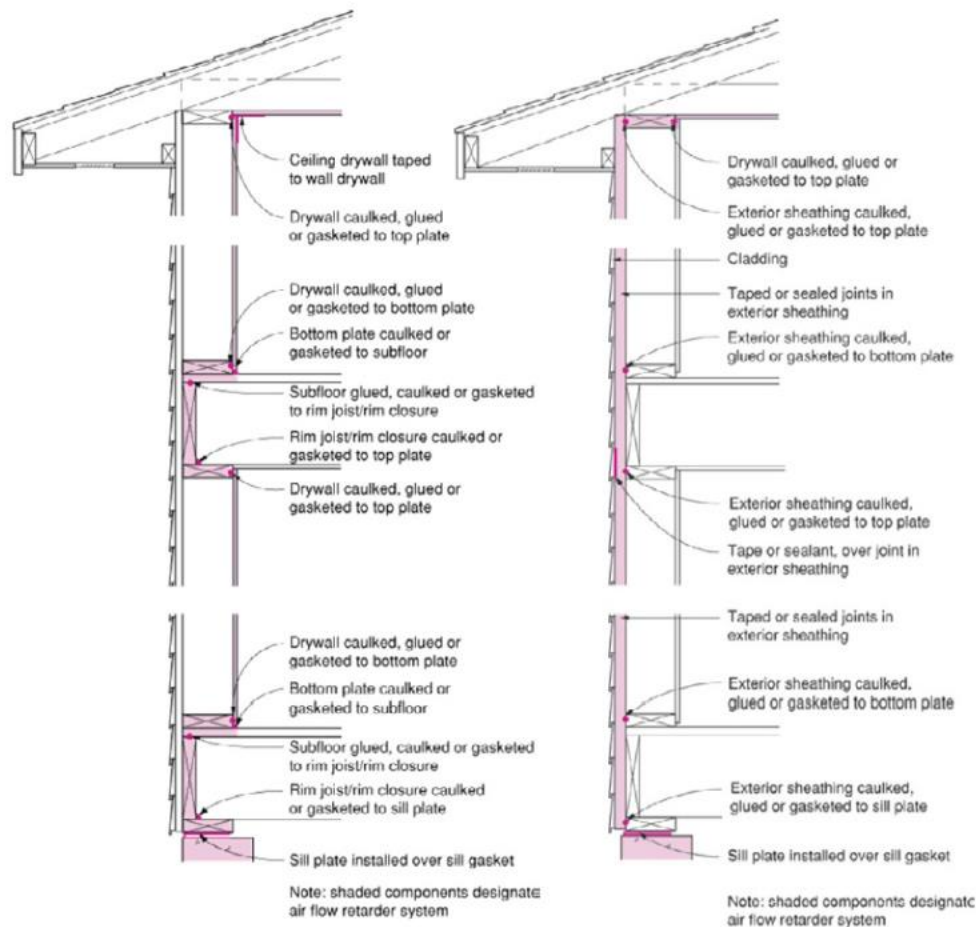 Ceiling drywall taped
to wall drywall
Drywall caulked, glued
or gasketed to top plate
Drywall caulked, glued
or gasketed to bottom plate
Bottom plate caulked or
gasketed to subfloor
Subfloor glued, caulked or gasketed
to rim joist/rim closure
Rim joist/rim closure caulked or
gasketed to top plate
Drywall caulked, glued or
gasketed to top plate
Drywall caulked, glued or
gasketed to bottom plate
Bottom plate caulked or
gasketed to subfloor
Subfloor glued, caulked or gasketed
to rim joist/rim closure
Rim joist/rim closure caulked
or gasketed to sill plate
Sill plate installed over sill gasket
Note: shaded components designate
air flow retarder system
Drywall caulked, glued or
gasketed to top plate
Exterior sheathing caulked,
glued or gasketed to top plate
Cladding
Taped or sealed joints in
exterior sheathing
Exterior sheathing caulked,
glued or gasketed to bottom plate
Exterior sheathing caulked,
glued or gasketed to top plate
Tape or sealant, over joint in
exterior sheathing
Taped or sealed joints in
exterior sheathing
Exterior sheathing caulked,
glued or gasketed to bottom plate
Exterior sheathing caulked,
glued or gasketed to sill plate
Sill plate installed over sill gasket
Note: shaded components designate
air flow retarder system